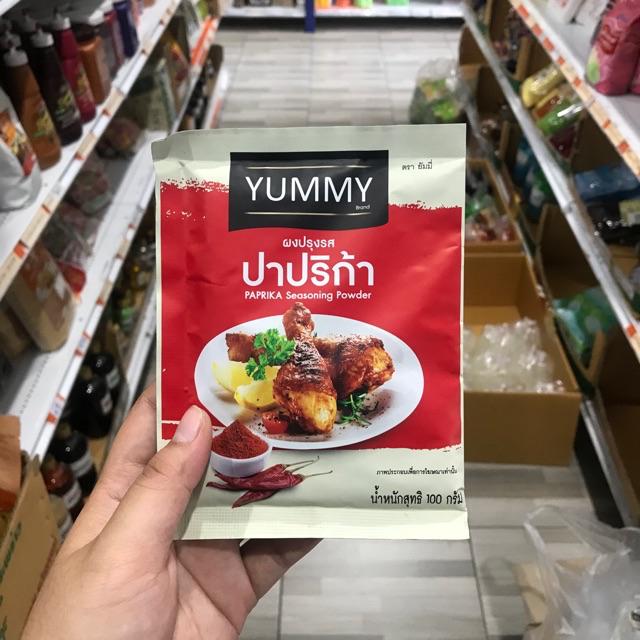 ตรา ยัมมี่
YUMMY
Brand
ผงปรุงรส
ปาปริก้า
PAPRIKA Seasoning Powder
ภาพประกอบเพื่อการโฆษณาเท่านั้น
น้ำหนักสุทธิ 100 กรัม